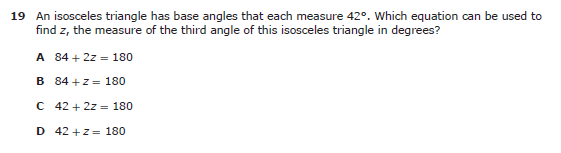 19 An isosceles triangle has base angles that each measure 42°. Which equation can be used to
find z, the measure of the third angle of this isosceles triangle in degrees?
A 84 + 2z = 180
B 84 + z = 180
C 42 + 2z = 180
D 42 + z = 180